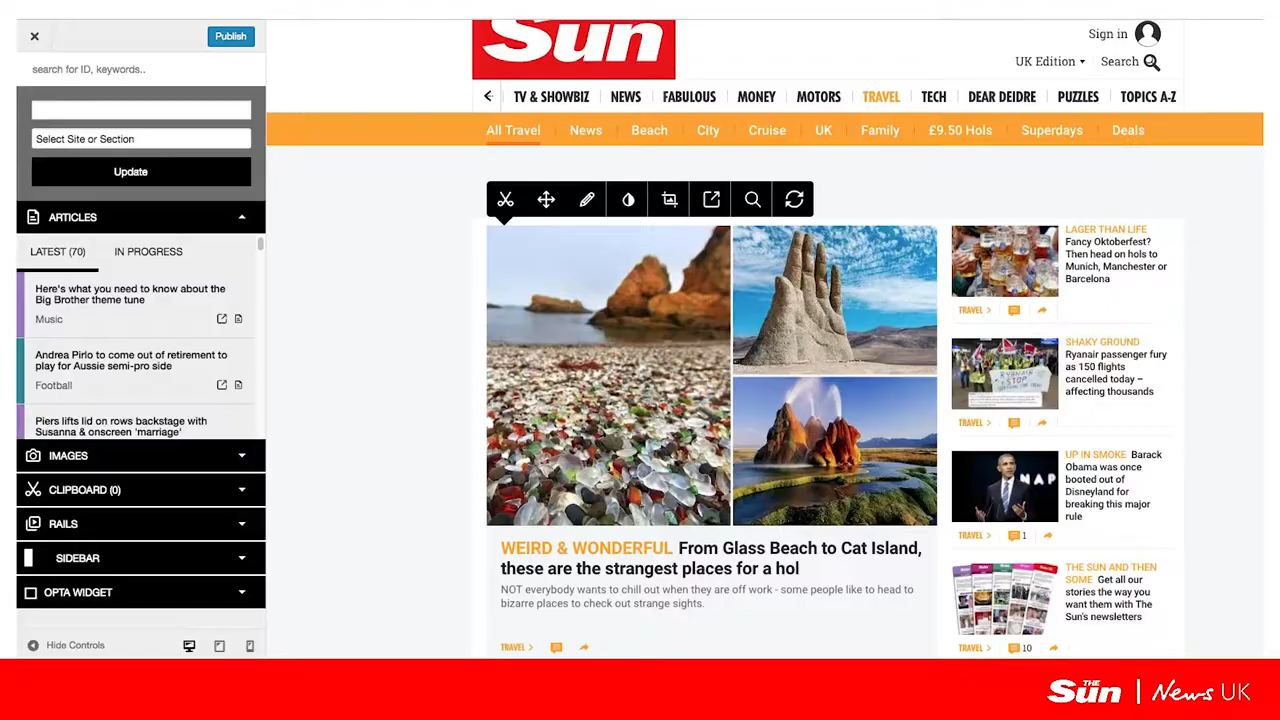 Publish
search for ID, keywords..
Select Site or Section
Update
ARTICLES
LATEST (70)
IN PROGRESS
Here's what you need to know about the
Big Brother theme tune
Music
Andrea Pirlo to come out of retirement to
play for Aussie semi-pro side
Football
Piers lifts lid on rows backstage with
Susanna & onscreen 'marriage'
IMAGES
CLIPBOARD (0)
RAILS
SIDEBAR
OPTA WIDGET
Hide Controls
Sun
Sign in
UK Edition
Search
TV & SHOWBIZ NEWS FABULOUS MONEY MOTORS TRAVEL TECH DEAR DEIDRE PUZZLES TOPICS A-Z
All Travel News Beach City Cruise UK Family £9.50 Hols Superdays Deals
WEIRD & WONDERFUL From Glass Beach to Cat Island,
these are the strangest places for a hol
NOT everybody wants to chill out when they are off work - some people like to head to
bizarre places to check out strange sights.
TRAVEL
LAGER THAN LIFE
Fancy Oktoberfest?
Then head on hols to
Munich, Manchester or
Barcelona
TRAVEL
SHAKY GROUND
Ryanair passenger fury
as 150 flights
cancelled today –
affecting thousands
RYANAIR
STOP
TRAVEL
UP IN SMOKE Barack
Obama was once
booted out of
Disneyland for
breaking this major
rule
NAP
TRAVEL 1
THE SUN AND THEN
SOME Get all our
stories the way you
want them with The
Sun's newsletters
TRAVEL 10
THE Sun | News UK